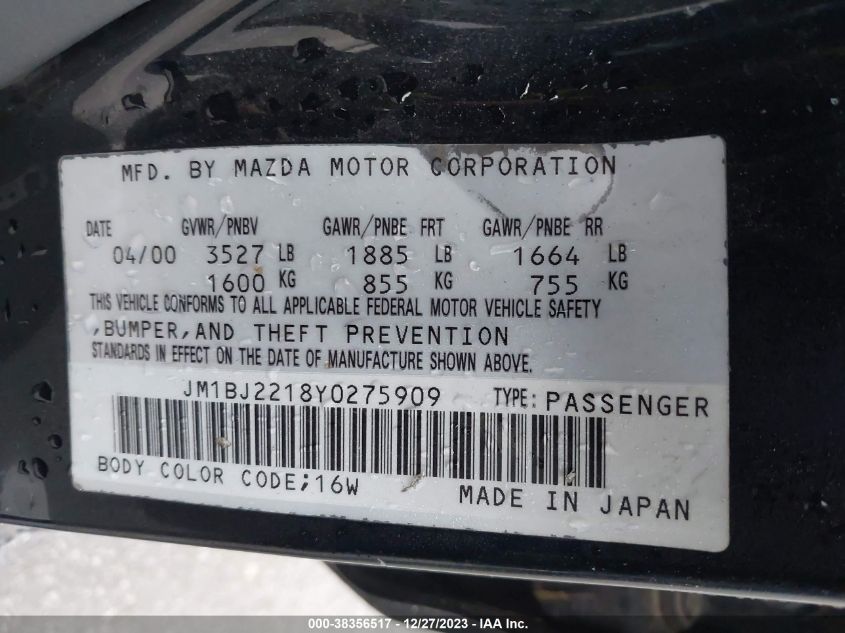 MFD. BY MAZDA MOTOR CORPORATION
DATE GVWR/PNBV GAWR/PNBE FRT GAWR/PNBE RR
04/00 3527 LB 1885 LB 1664 LB
1600 KG 855 KG 755 KG
THIS VEHICLE CONFORMS TO ALL APPLICABLE FEDERAL MOTOR VEHICLE SAFETY
,BUMPER,AND THEFT PREVENTION
STANDARDS IN EFFECT ON THE DATE OF MANUFACTURE SHOWN ABOVE.
JM1BJ2218Y0275909 TYPE: PASSENGER
BODY COLOR CODE;16W
MADE IN JAPAN
000-38356517 - 12/27/2023 - IAA Inc.